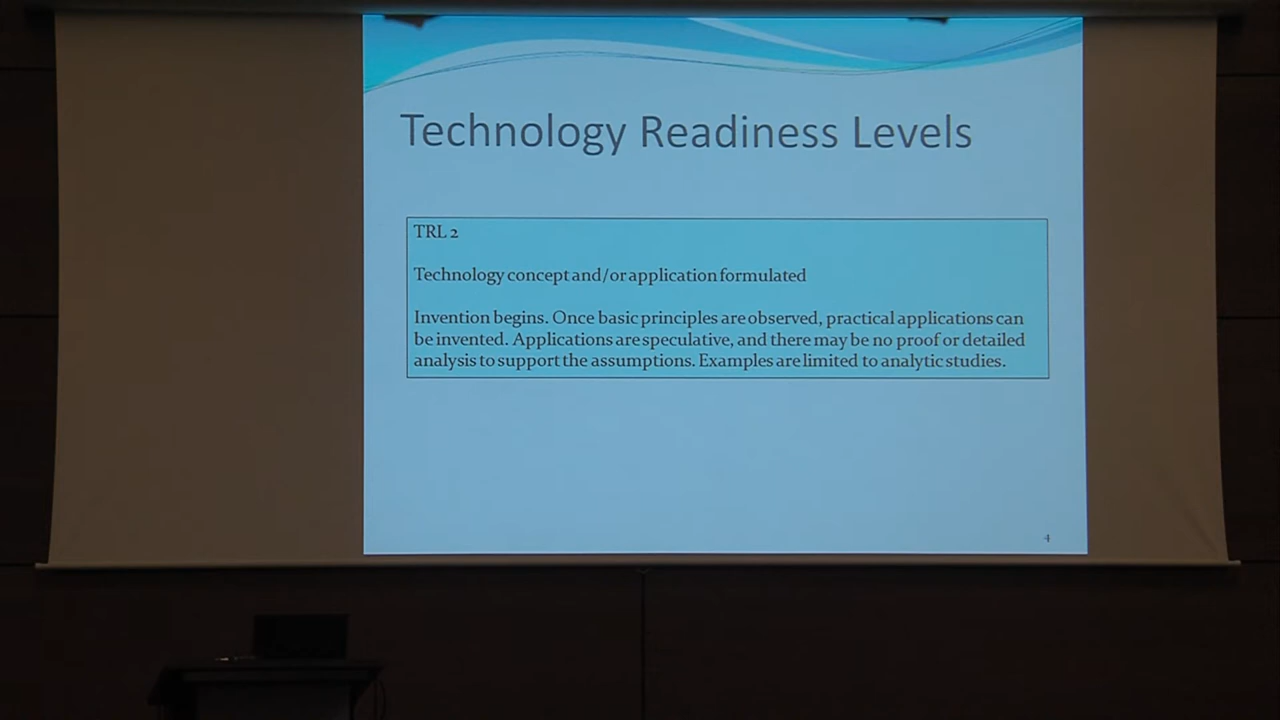 Technology Readiness Levels
TRL 2
Technology concept and/or application formulated
Invention begins. Once basic principles are observed, practical applications can
be invented. Applications are speculative, and there may be no proof or detailed
analysis to support the assumptions. Examples are limited to analytic studies.
4